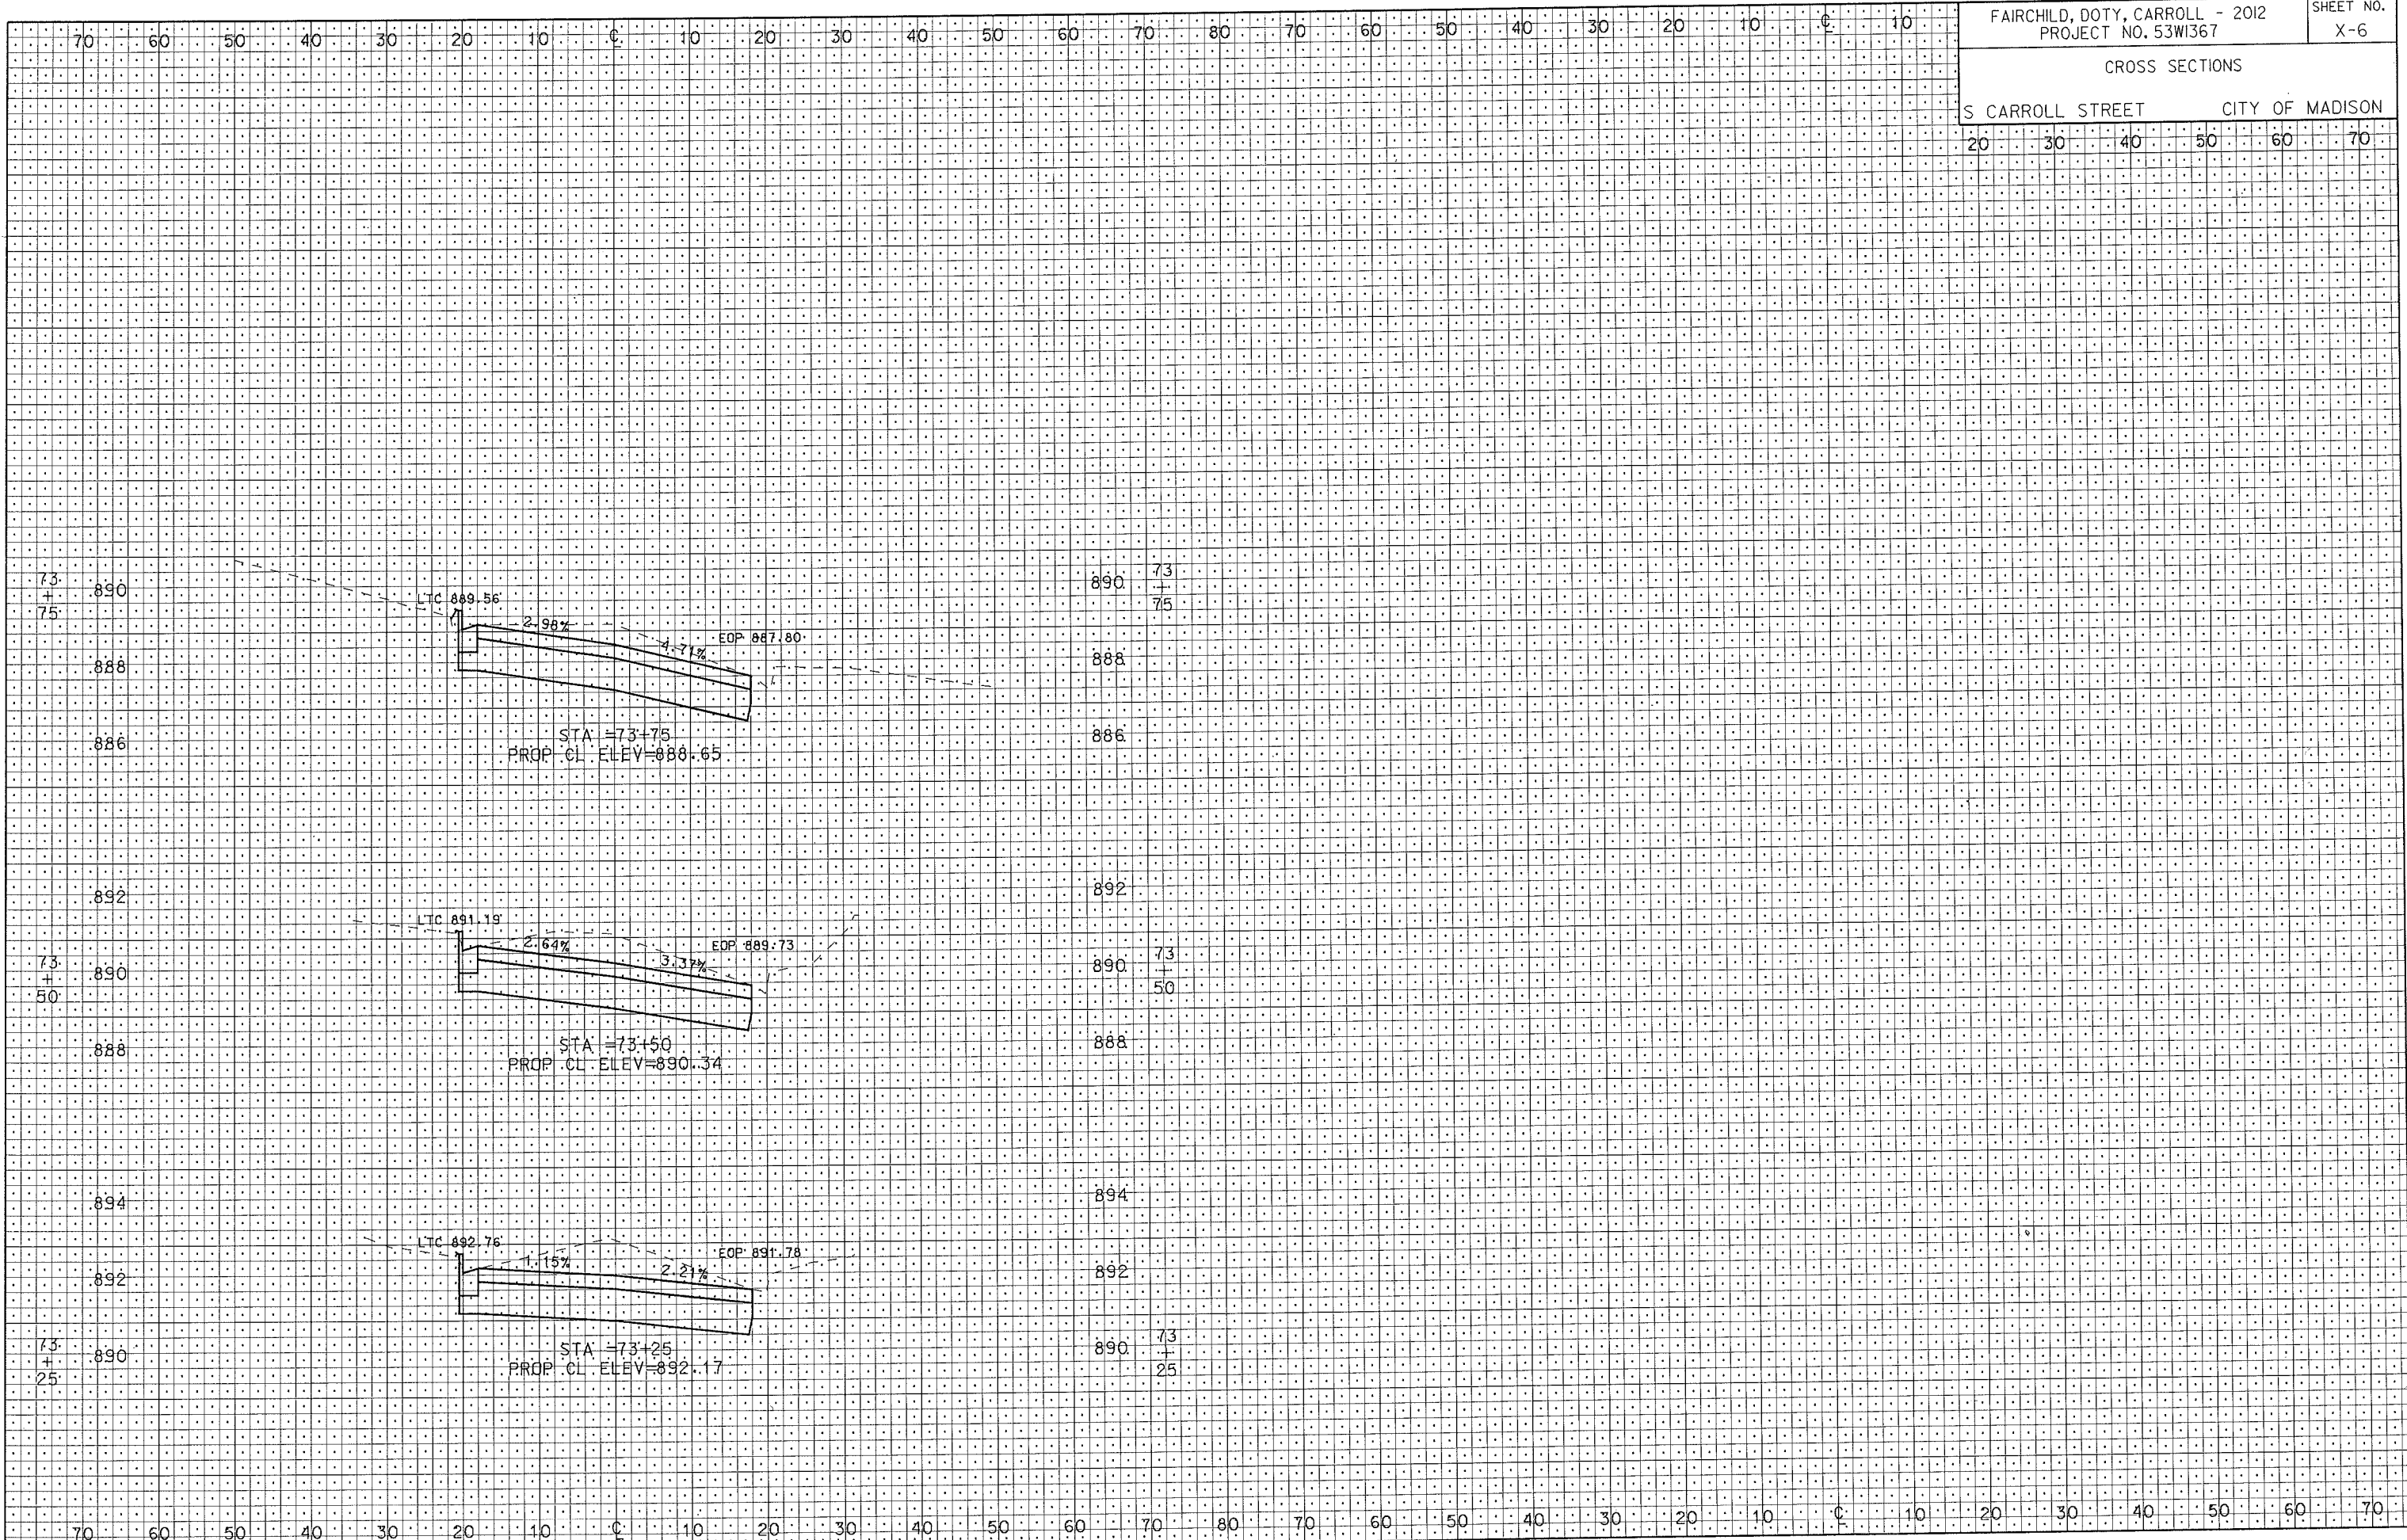 70 60 50 40 30 20 10 ℄ 10 20 30 40 50 60 70 80 70 60 50 40 30 20 10 ℄ 10
FAIRCHILD, DOTY, CARROLL - 2012
PROJECT NO. 53W1367
SHEET NO.
X-6
CROSS SECTIONS
S CARROLL STREET CITY OF MADISON
20 30 40 50 60 70
73
+
75
890
888
886
LTC 889.56
2.98%
4.71%
EOP 887.80
STA =73+75
PROP CL ELEV=888.65
890
888
886
73
+
75
892
73
+
50
890
888
LTC 891.19
2.64%
3.37%
EOP 889.73
STA =73+50
PROP CL ELEV=890.34
892
890
888
73
+
50
894
892
73
+
25
890
LTC 892.76
1.15%
2.21%
EOP 891.78
STA =73+25
PROP CL ELEV=892.17
894
892
890
73
+
25
70 60 50 40 30 20 10 ℄ 10 20 30 40 50 60 70 80 70 60 50 40 30 20 10 ℄ 10 20 30 40 50 60 70